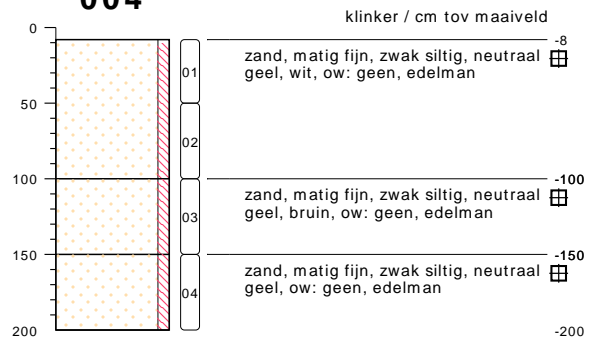 004
klinker / cm tov maaiveld
0
-8
zand, matig fijn, zwak siltig, neutraal
geel, wit, ow: geen, edelman
01
50
02
100
-100
zand, matig fijn, zwak siltig, neutraal
geel, bruin, ow: geen, edelman
03
150
-150
zand, matig fijn, zwak siltig, neutraal
geel, ow: geen, edelman
04
200
-200